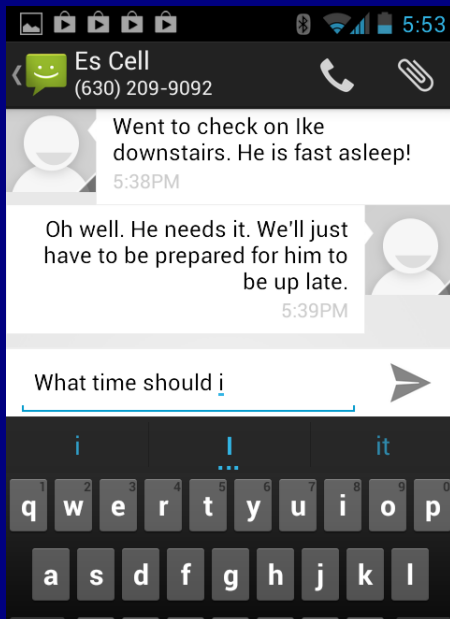 5:53
Es Cell
(630) 209-9092
Went to check on Ike
downstairs. He is fast asleep!
5:38PM
Oh well. He needs it. We'll just
have to be prepared for him to
be up late.
5:39PM
What time should i
i I it
1 2 3 4 5 6 7 8 9 0
q w e r t y u i o p
a s d f g h j k l